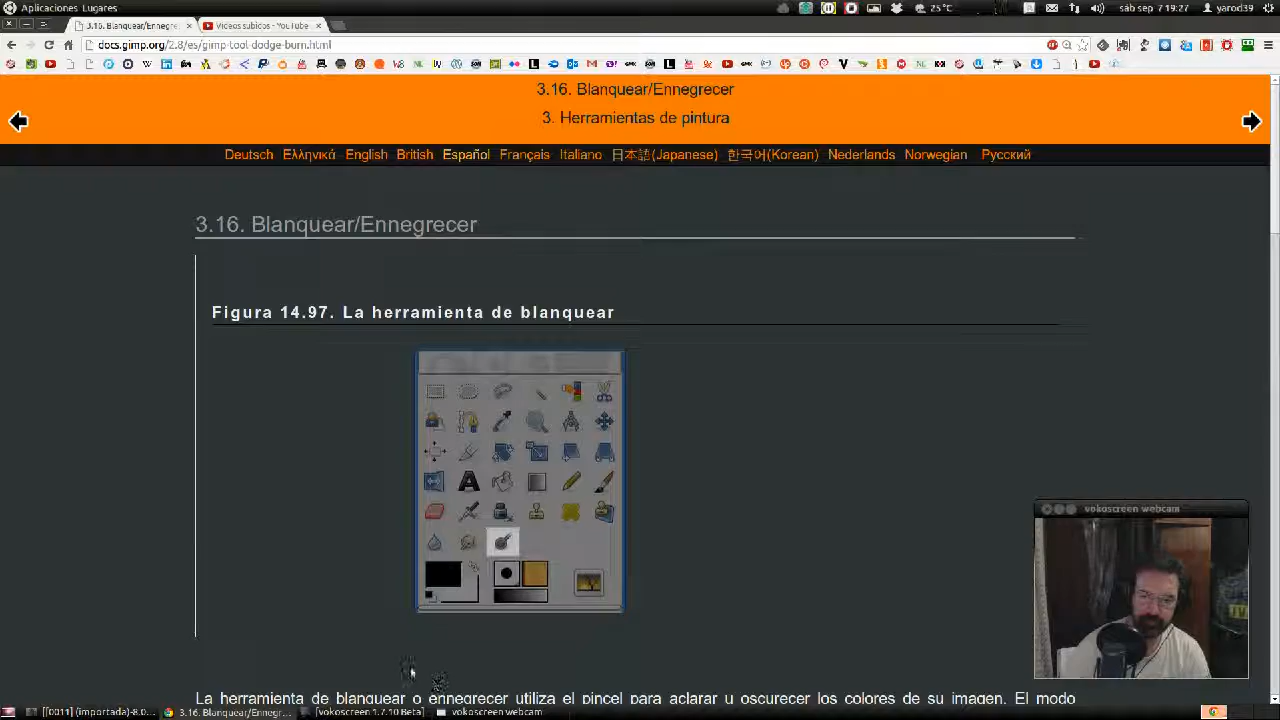 Aplicaciones Lugares
25°C
sáb sep 7 19:27
yarod39
3.16. Blanquear/Ennegre
Vídeos subidos - YouTube
docs.gimp.org/2.8/es/gimp-tool-dodge-burn.html
3.16. Blanquear/Ennegrecer
3. Herramientas de pintura
Deutsch Ελληνικά English British Español Français Italiano 日本語(Japanese) 한국어(Korean) Nederlands Norwegian Русский
3.16. Blanquear/Ennegrecer
Figura 14.97. La herramienta de blanquear
vokoscreen webcam
La herramienta de blanquear o ennegrecer utiliza el pincel para aclarar u oscurecer los colores de su imagen. El modo
[[0011] (importada)-8.0...
3.16. Blanquear/Ennegr...
[vokoscreen 1.7.10 Beta]
vokoscreen webcam